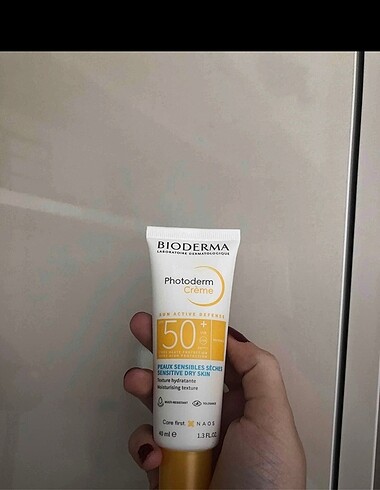 BIODERMA
LABORATOIRE DERMATOLOGIQUE
Photoderm
Crème
SUN ACTIVE DEFENSE
50+
PEAUX SENSIBLES SÈCHES
SENSITIVE DRY SKIN
Texture hydratante
Moisturising texture
Care first NAOS
40 ml e 1.3 FL.OZ.